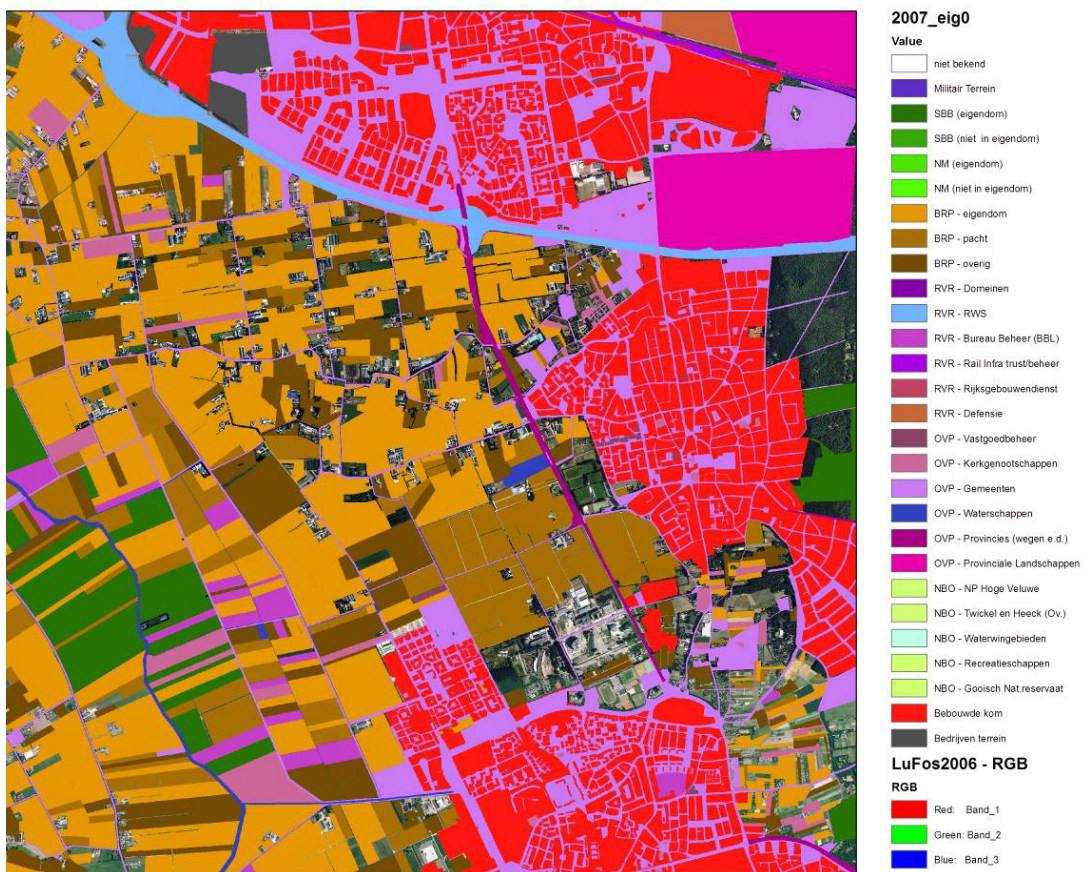 2007_eig0
Value
niet bekend
Militair Terrein
SBB (eigendom)
SBB (niet in eigendom)
NM (eigendom)
NM (niet in eigendom)
BRP - eigendom
BRP - pacht
BRP - overig
RVR - Domeinen
RVR - RWS
RVR - Bureau Beheer (BBL)
RVR - Rail Infra trust/beheer
RVR - Rijksgebouwendienst
RVR - Defensie
OVP - Vastgoedbeheer
OVP - Kerkgenootschappen
OVP - Gemeenten
OVP - Waterschappen
OVP - Provincies (wegen e.d.)
OVP - Provinciale Landschappen
NBO - NP Hoge Veluwe
NBO - Twickel en Heeck (Ov.)
NBO - Waterwingebieden
NBO - Recreatieschappen
NBO - Gooisch Nat.reservaat
Bebouwde kom
Bedrijven terrein
LuFos2006 - RGB
RGB
Red: Band_1
Green: Band_2
Blue: Band_3